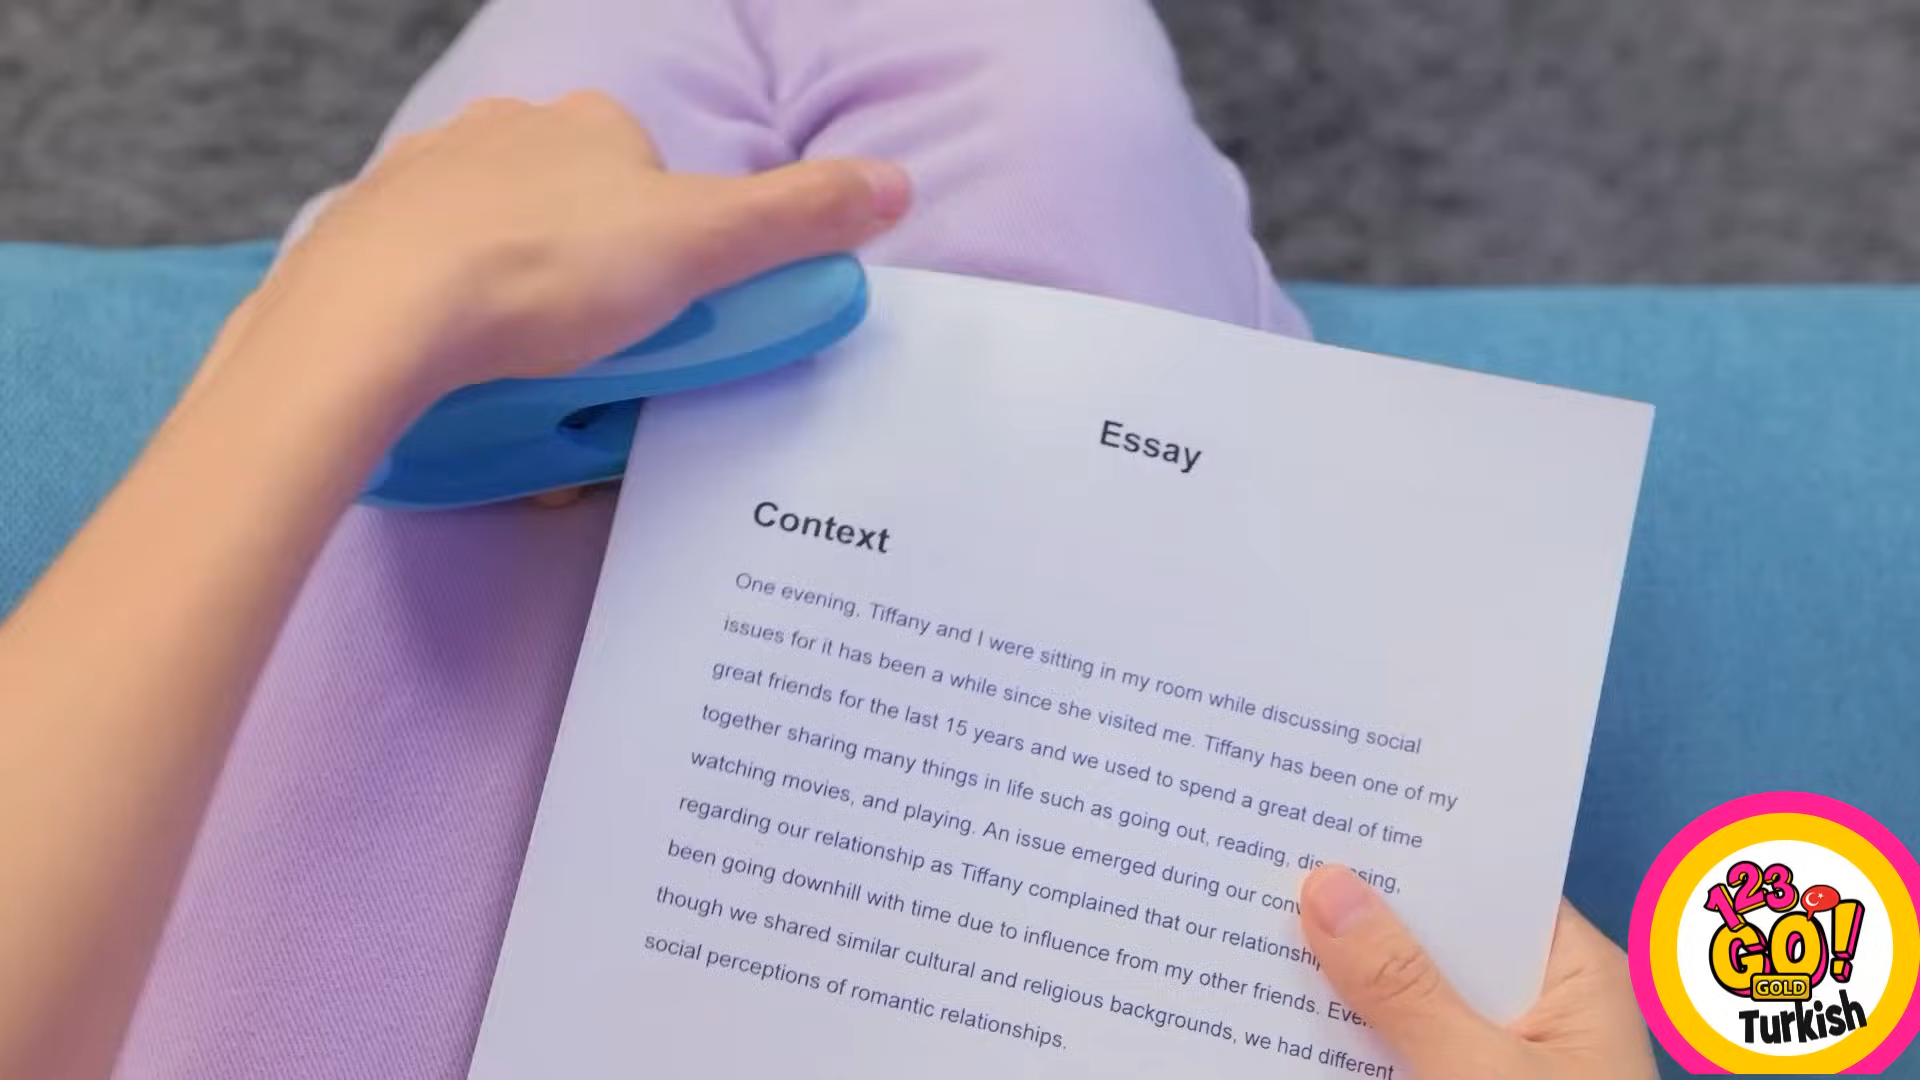 Essay
Context
One evening, Tiffany and I were sitting in my room while discussing social
issues for it has been a while since she visited me. Tiffany has been one of my
great friends for the last 15 years and we used to spend a great deal of time
together sharing many things in life such as going out, reading,
watching movies, and playing. An issue emerged during our
regarding our relationship as Tiffany complained that our
been going downhill with time due to influence from my other friends.
though we shared similar cultural and religious backgrounds, we had different
social perceptions of romantic relationships.
123
GO!
GOLD
Turkish